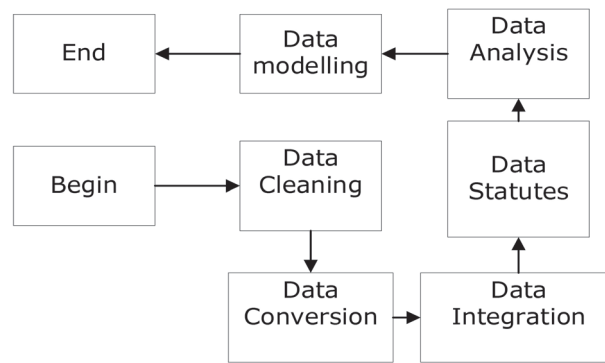 End
Data
modelling
Data
Analysis
Begin
Data
Cleaning
Data
Statutes
Data
Conversion
Data
Integration